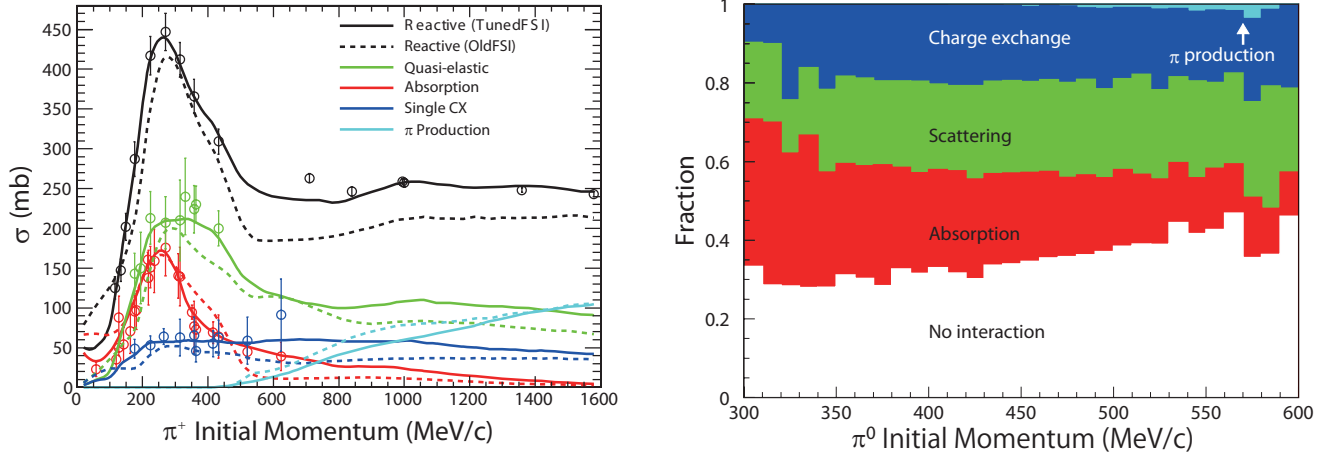 450
400
350
300
250
200
150
100
50
0
σ (mb)
0 200 400 600 800 1000 1200 1400 1600
π⁺ Initial Momentum (MeV/c)
Reactive (TunedFSI)
Reactive (OldFSI)
Quasi-elastic
Absorption
Single CX
π Production
1
0.8
0.6
0.4
0.2
0
Fraction
Charge exchange
π production
Scattering
Absorption
No interaction
300 350 400 450 500 550 600
π⁰ Initial Momentum (MeV/c)